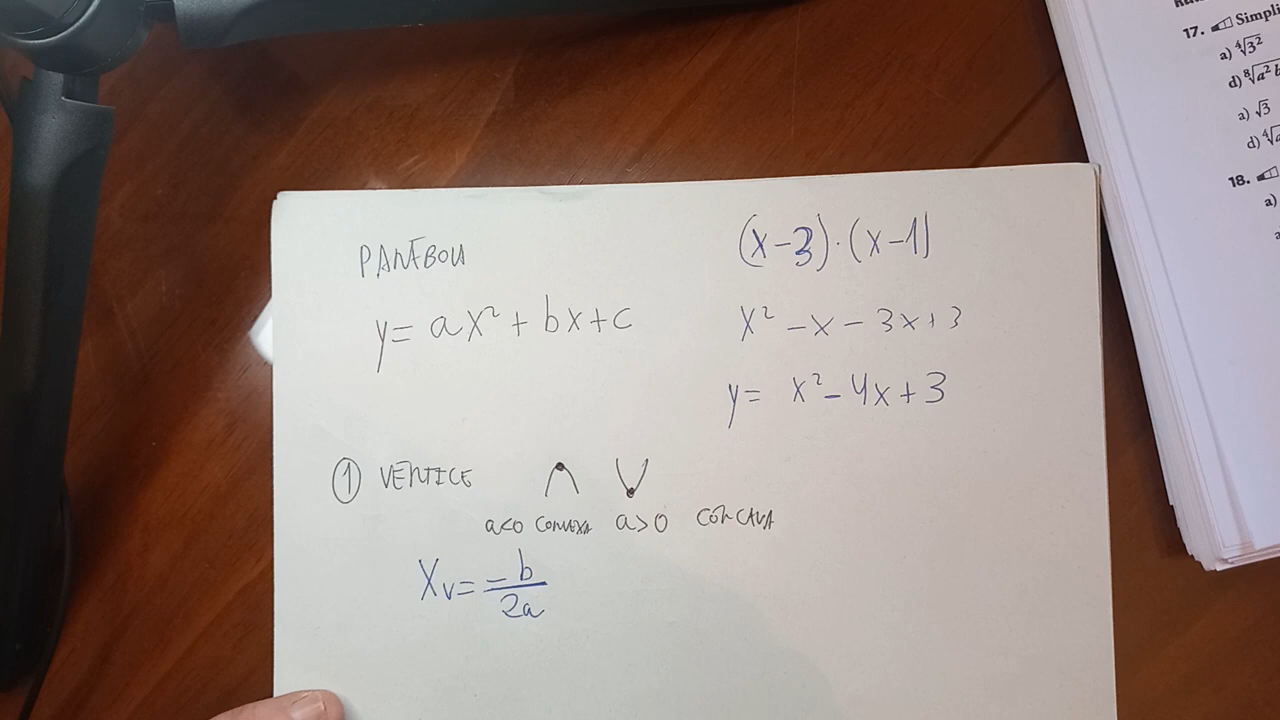 PARÁBOLA
y = ax² + bx + c
(x-3)·(x-1)
x² - x - 3x + 3
y = x² - 4x + 3
① VÉRTICE
a<0 CONVEXA a>0 CÓNCAVA
Xv = -b/2a
17. Simpli
a) ⁴√3²
d) ⁸√a² b
a) √3
d) ⁴√a
18.
a)